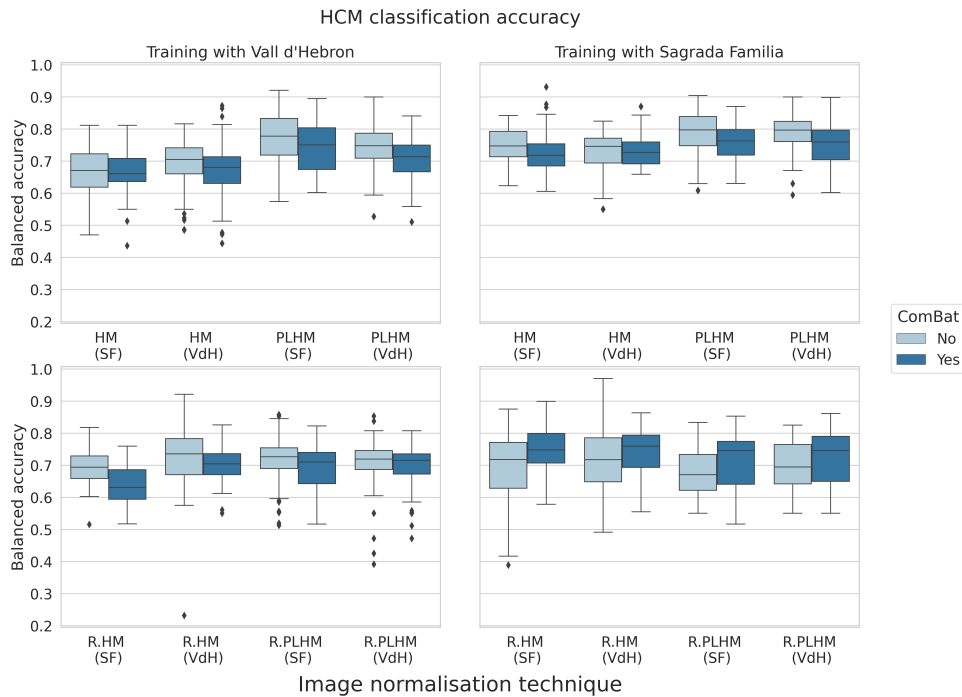 HCM classification accuracy
Training with Vall d'Hebron
Training with Sagrada Familia
Balanced accuracy
1.0
0.9
0.8
0.7
0.6
0.5
0.4
0.3
0.2
HM (SF)
HM (VdH)
PLHM (SF)
PLHM (VdH)
HM (SF)
HM (VdH)
PLHM (SF)
PLHM (VdH)
ComBat
No
Yes
Balanced accuracy
1.0
0.9
0.8
0.7
0.6
0.5
0.4
0.3
0.2
R.HM (SF)
R.HM (VdH)
R.PLHM (SF)
R.PLHM (VdH)
R.HM (SF)
R.HM (VdH)
R.PLHM (SF)
R.PLHM (VdH)
Image normalisation technique